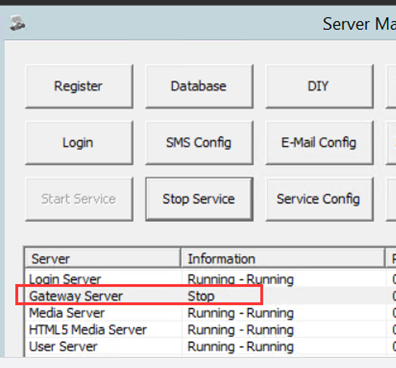 Server Ma
Register Database DIY
Login SMS Config E-Mail Config
Start Service Stop Service Service Config
Server Information
Login Server Running - Running
Gateway Server Stop
Media Server Running - Running
HTML5 Media Server Running - Running
User Server Running - Running